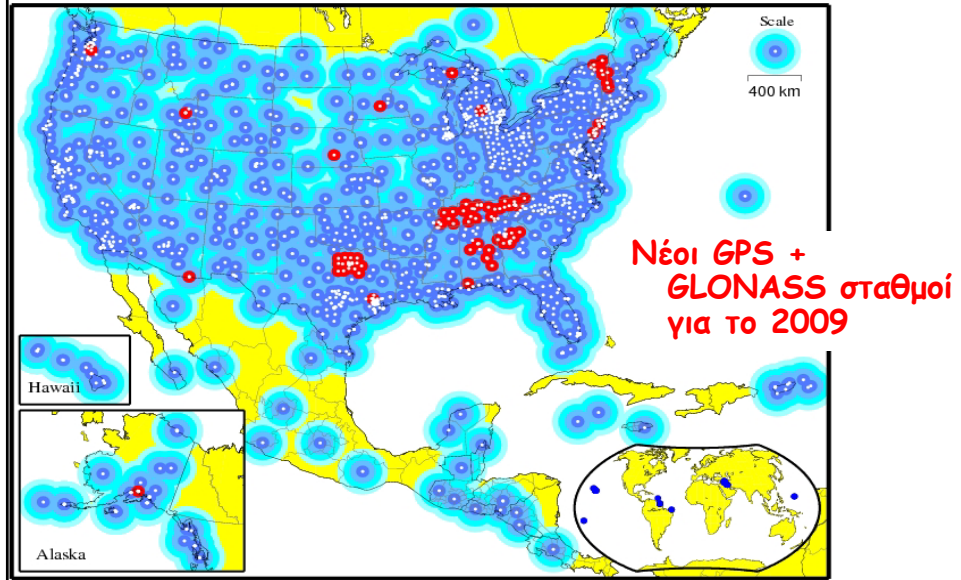 Scale
400 km
Νέοι GPS +
GLONASS σταθμοί
για το 2009
Hawaii
Alaska